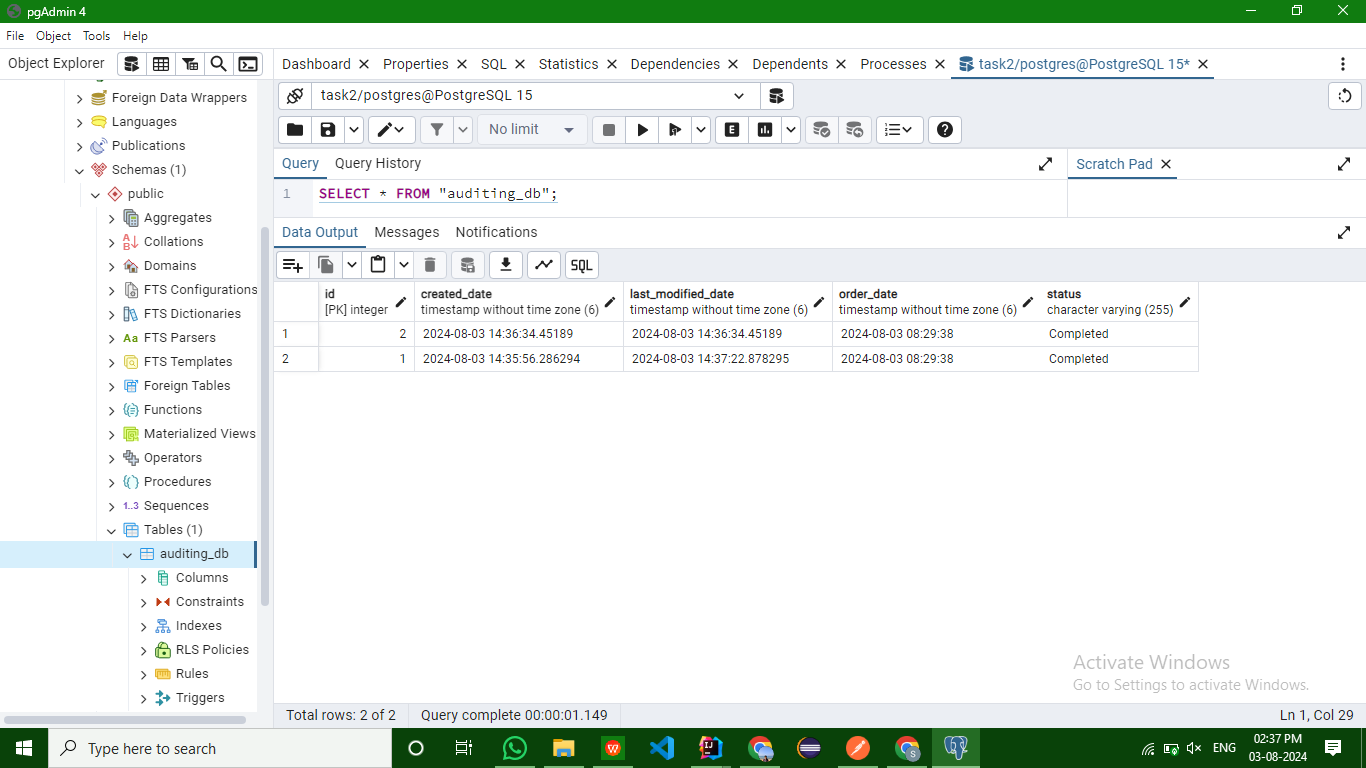 pgAdmin 4
File Object Tools Help
Object Explorer
Dashboard Properties SQL Statistics Dependencies Dependents Processes task2/postgres@PostgreSQL 15*
Foreign Data Wrappers
Languages
Publications
Schemas (1)
public
Aggregates
Collations
Domains
FTS Configurations
FTS Dictionaries
Aa FTS Parsers
FTS Templates
Foreign Tables
Functions
Materialized Views
Operators
Procedures
1..3 Sequences
Tables (1)
auditing_db
Columns
Constraints
Indexes
RLS Policies
Rules
Triggers
task2/postgres@PostgreSQL 15
No limit
E
Query Query History
Scratch Pad
1 SELECT * FROM "auditing_db";
Data Output Messages Notifications
SQL
id created_date last_modified_date order_date status
[PK] integer timestamp without time zone (6) timestamp without time zone (6) timestamp without time zone (6) character varying (255)
1 2 2024-08-03 14:36:34.45189 2024-08-03 14:36:34.45189 2024-08-03 08:29:38 Completed
2 1 2024-08-03 14:35:56.286294 2024-08-03 14:37:22.878295 2024-08-03 08:29:38 Completed
Activate Windows
Go to Settings to activate Windows.
Total rows: 2 of 2 Query complete 00:00:01.149 Ln 1, Col 29
Type here to search
ENG
02:37 PM
03-08-2024